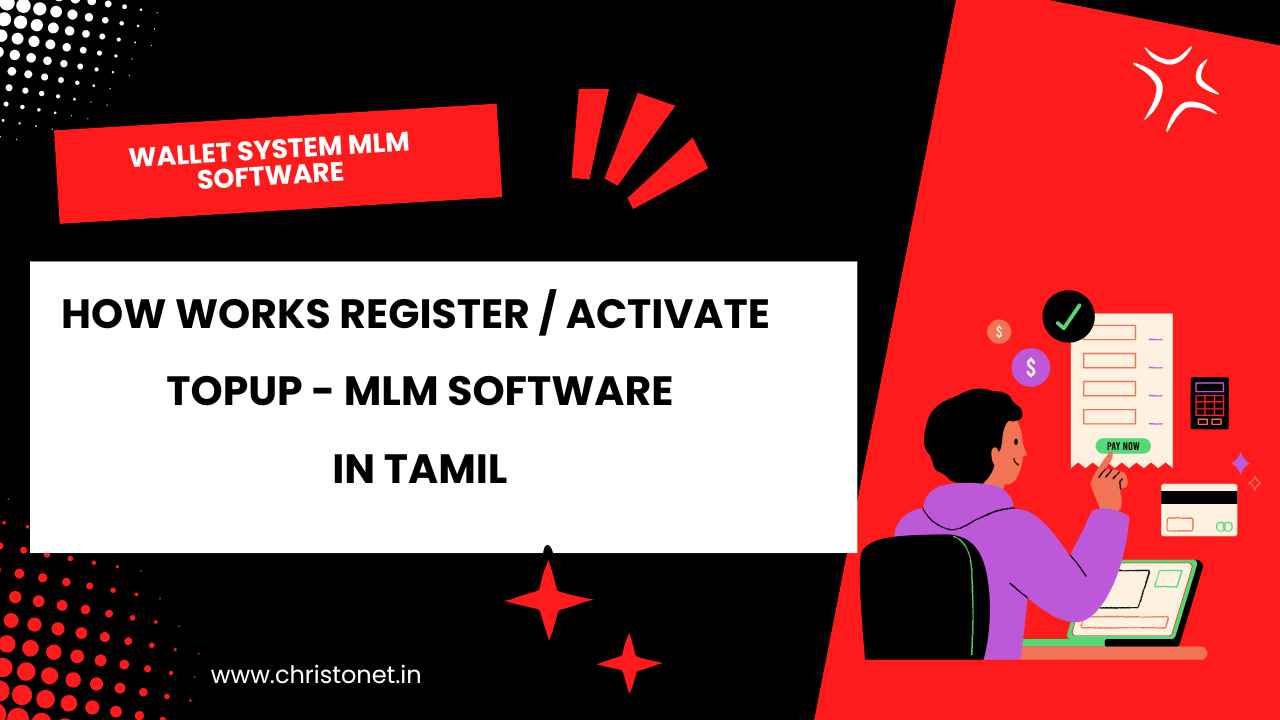 WALLET SYSTEM MLM
SOFTWARE
HOW WORKS REGISTER / ACTIVATE
TOPUP - MLM SOFTWARE
IN TAMIL
$
$
PAY NOW
www.christonet.in